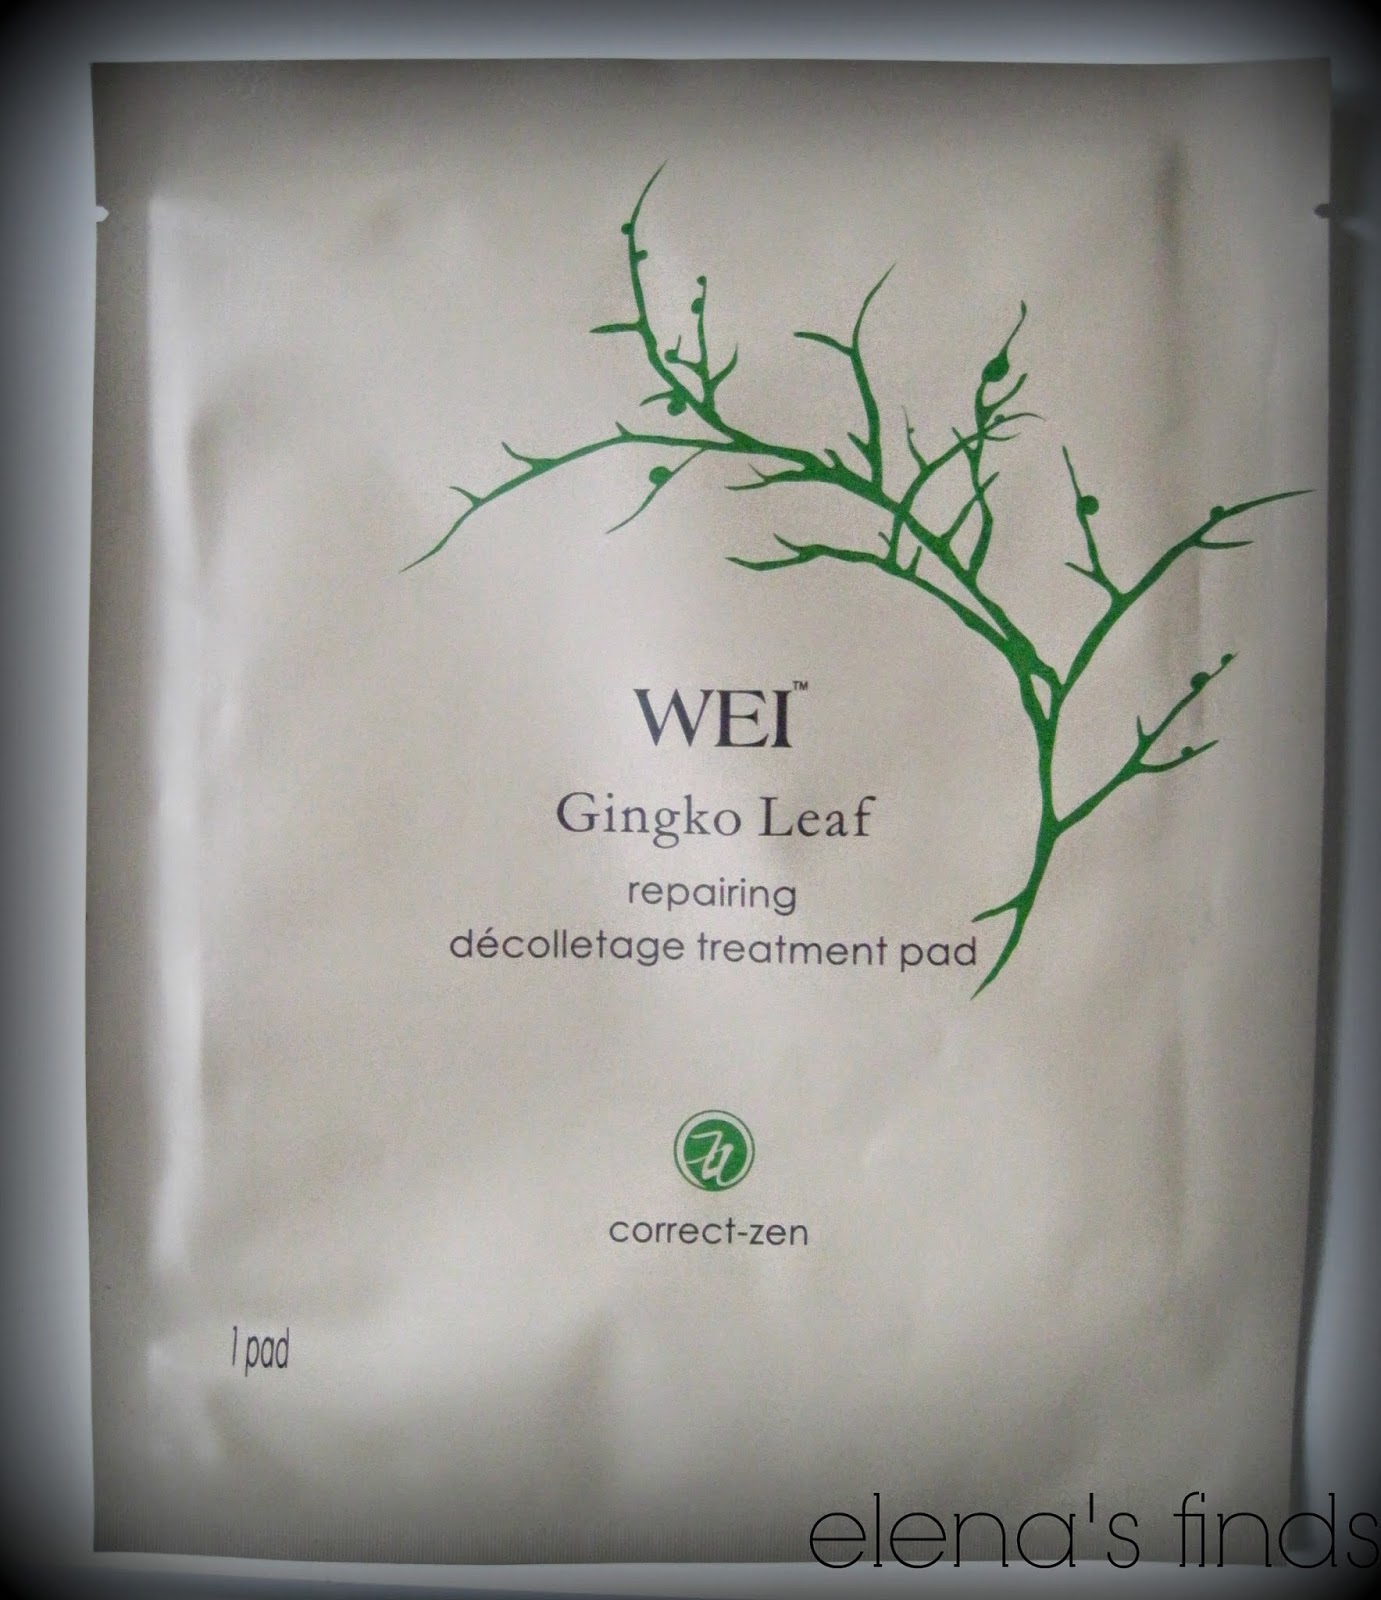 WEI™
Gingko Leaf
repairing
décolletage treatment pad
correct-zen
1 pad
elena's finds